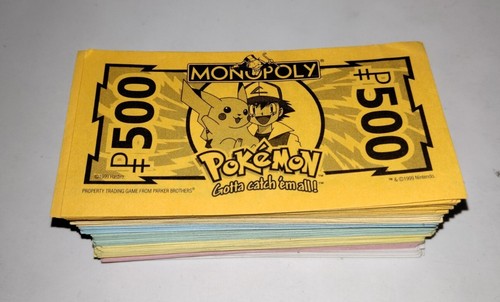 MONOPOLY
₱500
₱500
POKéMON
Gotta catch 'em all!
PROPERTY TRADING GAME FROM PARKER BROTHERS®
™ & ©1999 Nintendo.